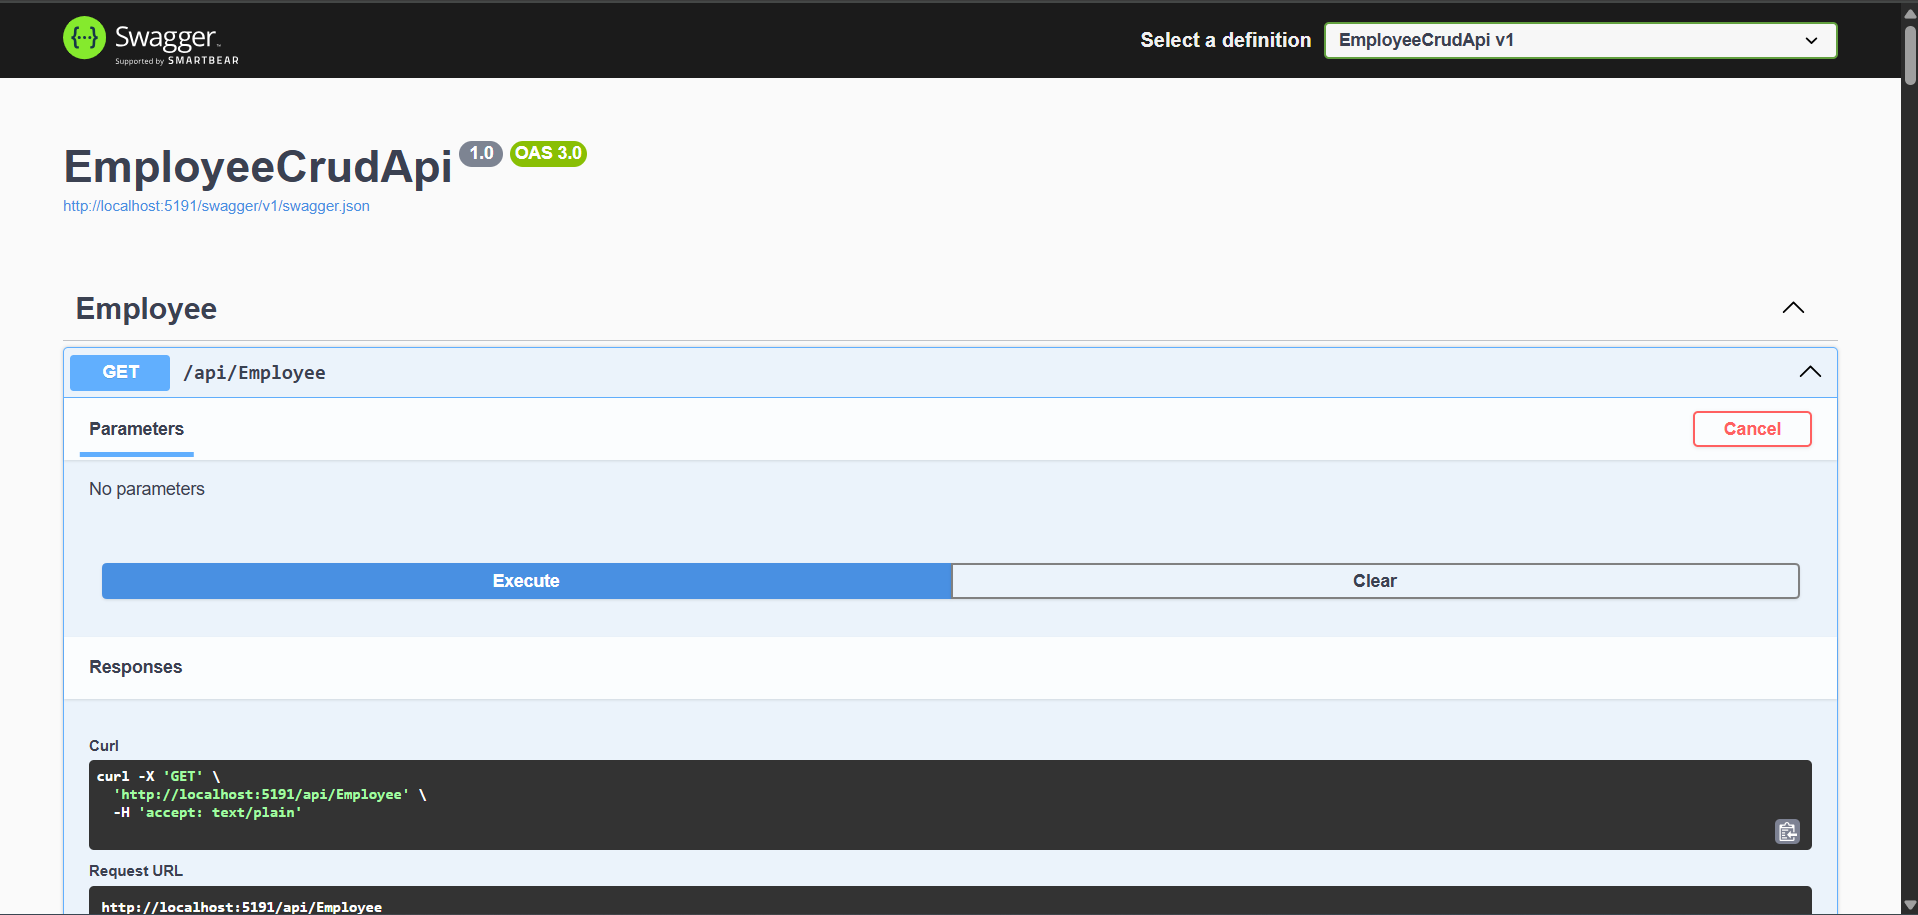 Swagger
Supported by SMARTBEAR
Select a definition
EmployeeCrudApi v1
EmployeeCrudApi 1.0 OAS 3.0
http://localhost:5191/swagger/v1/swagger.json
Employee
GET /api/Employee
Parameters
Cancel
No parameters
Execute
Clear
Responses
Curl
curl -X 'GET' \
'http://localhost:5191/api/Employee' \
-H 'accept: text/plain'
Request URL
http://localhost:5191/api/Employee